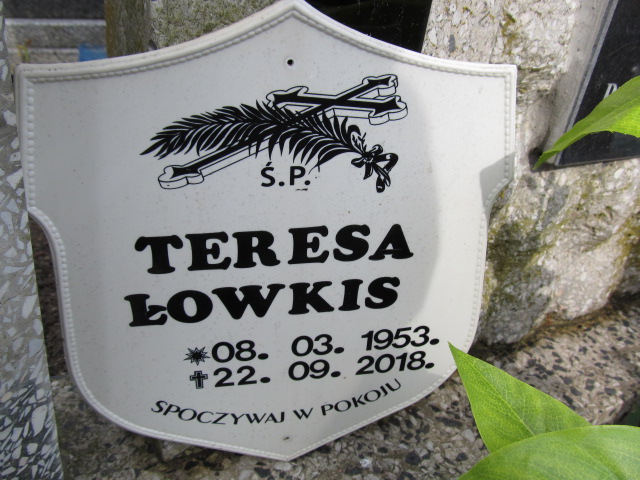 Ś.P.
TERESA
ŁOWKIS
08. 03. 1953.
22. 09. 2018.
SPOCZYWAJ W POKOJU